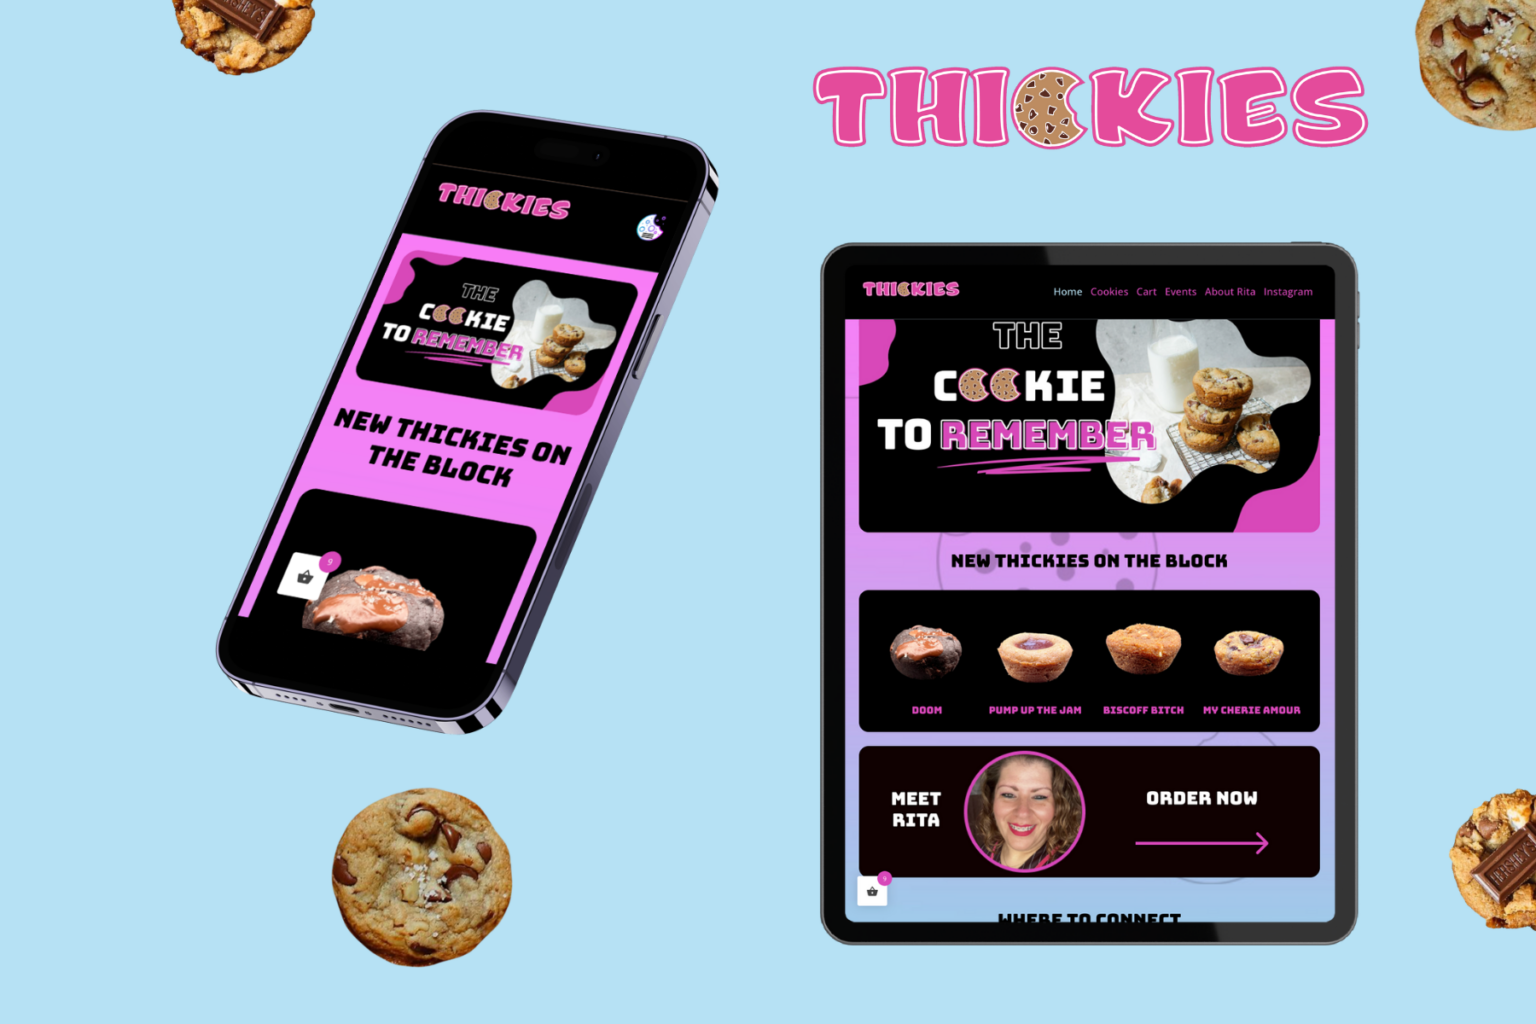 HERSHEY'S
THICKIES
THICKIES
THE
COOKIE
TO REMEMBER
NEW THICKIES ON
THE BLOCK
9
THICKIES
Home Cookies Cart Events About Rita Instagram
THE
COOKIE
TO REMEMBER
NEW THICKIES ON THE BLOCK
DOOM
PUMP UP THE JAM
BISCOFF BITCH
MY CHERIE AMOUR
MEET
RITA
ORDER NOW
9
WHERE TO CONNECT
HERSHEY'S